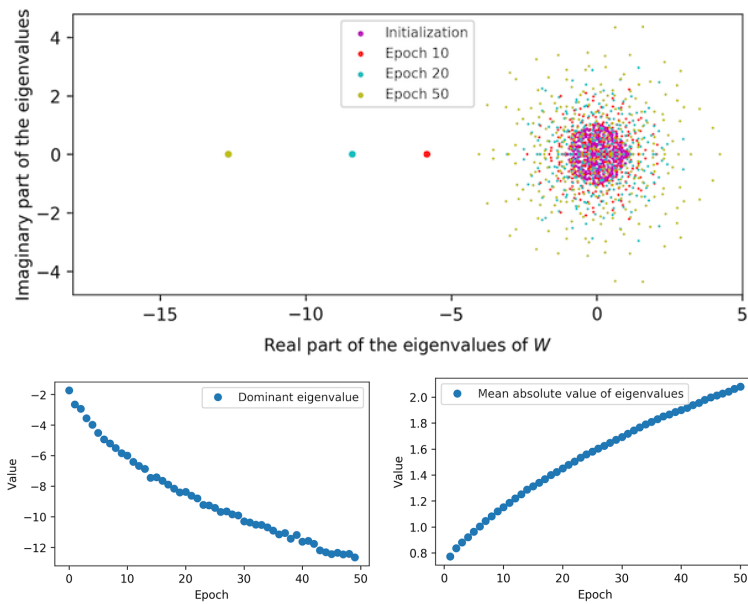 Imaginary part of the eigenvalues
4
2
0
−2
−4
Initialization
Epoch 10
Epoch 20
Epoch 50
−15
−10
−5
0
5
Real part of the eigenvalues of W
Value
−2
−4
−6
−8
−10
−12
Dominant eigenvalue
0
10
20
30
40
50
Epoch
Value
2.0
1.8
1.6
1.4
1.2
1.0
0.8
Mean absolute value of eigenvalues
0
10
20
30
40
50
Epoch